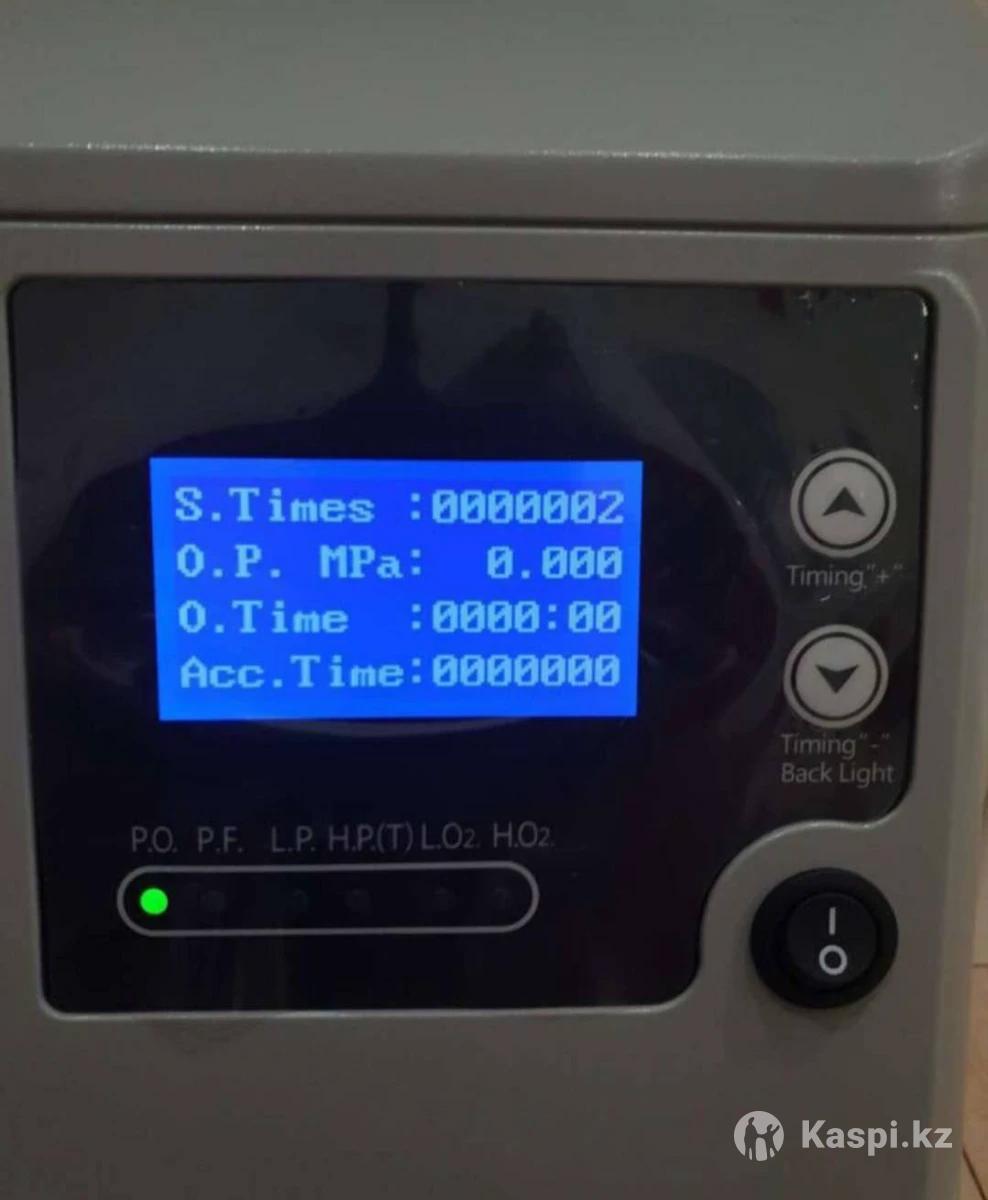 S.Times :0000002
O.P. MPa: 0.000
O.Time :0000:00
Acc.Time:0000000
Timing"+"
Timing"-"
Back Light
P.O. P.F. L.P. H.P.(T) L.O2. H.O2.
I
O
Kaspi.kz